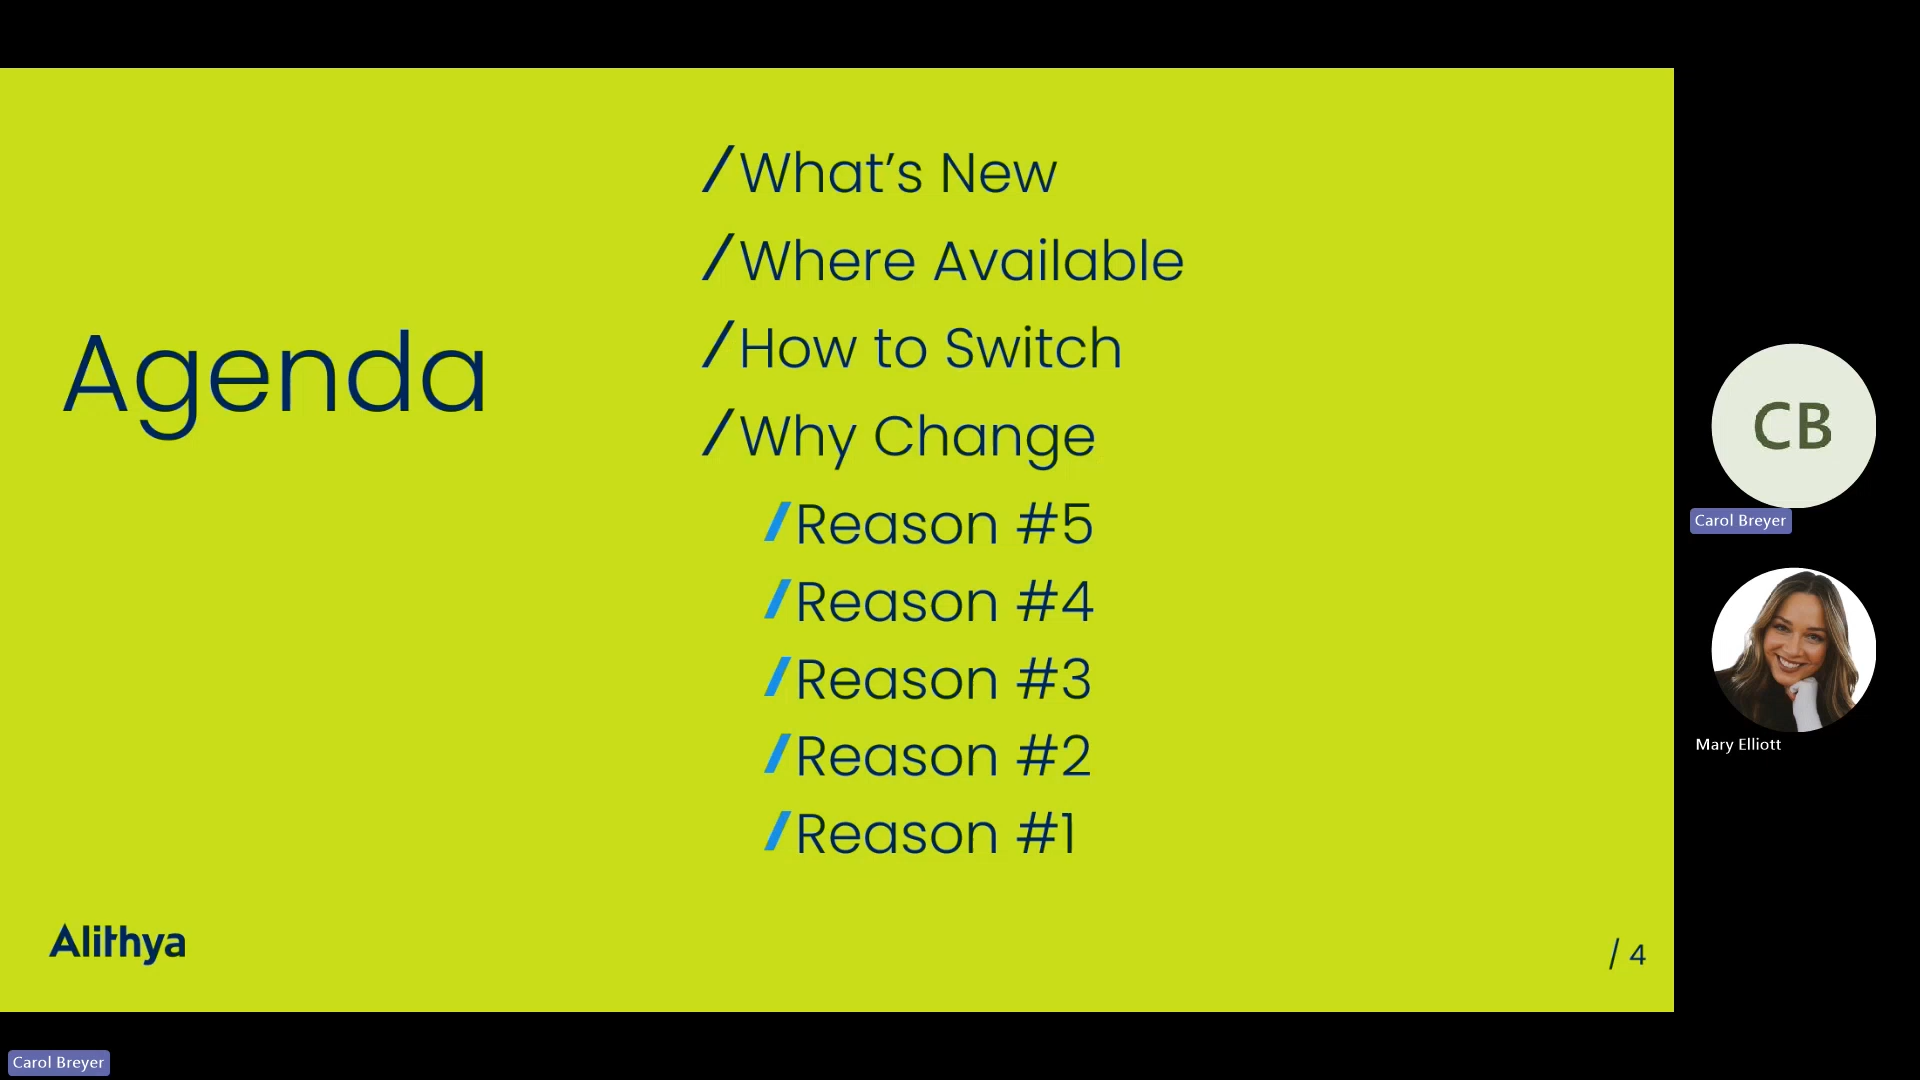 Agenda
/What's New
/Where Available
/How to Switch
/Why Change
/Reason #5
/Reason #4
/Reason #3
/Reason #2
/Reason #1
Alithya
/ 4
CB
Carol Breyer
Mary Elliott
Carol Breyer